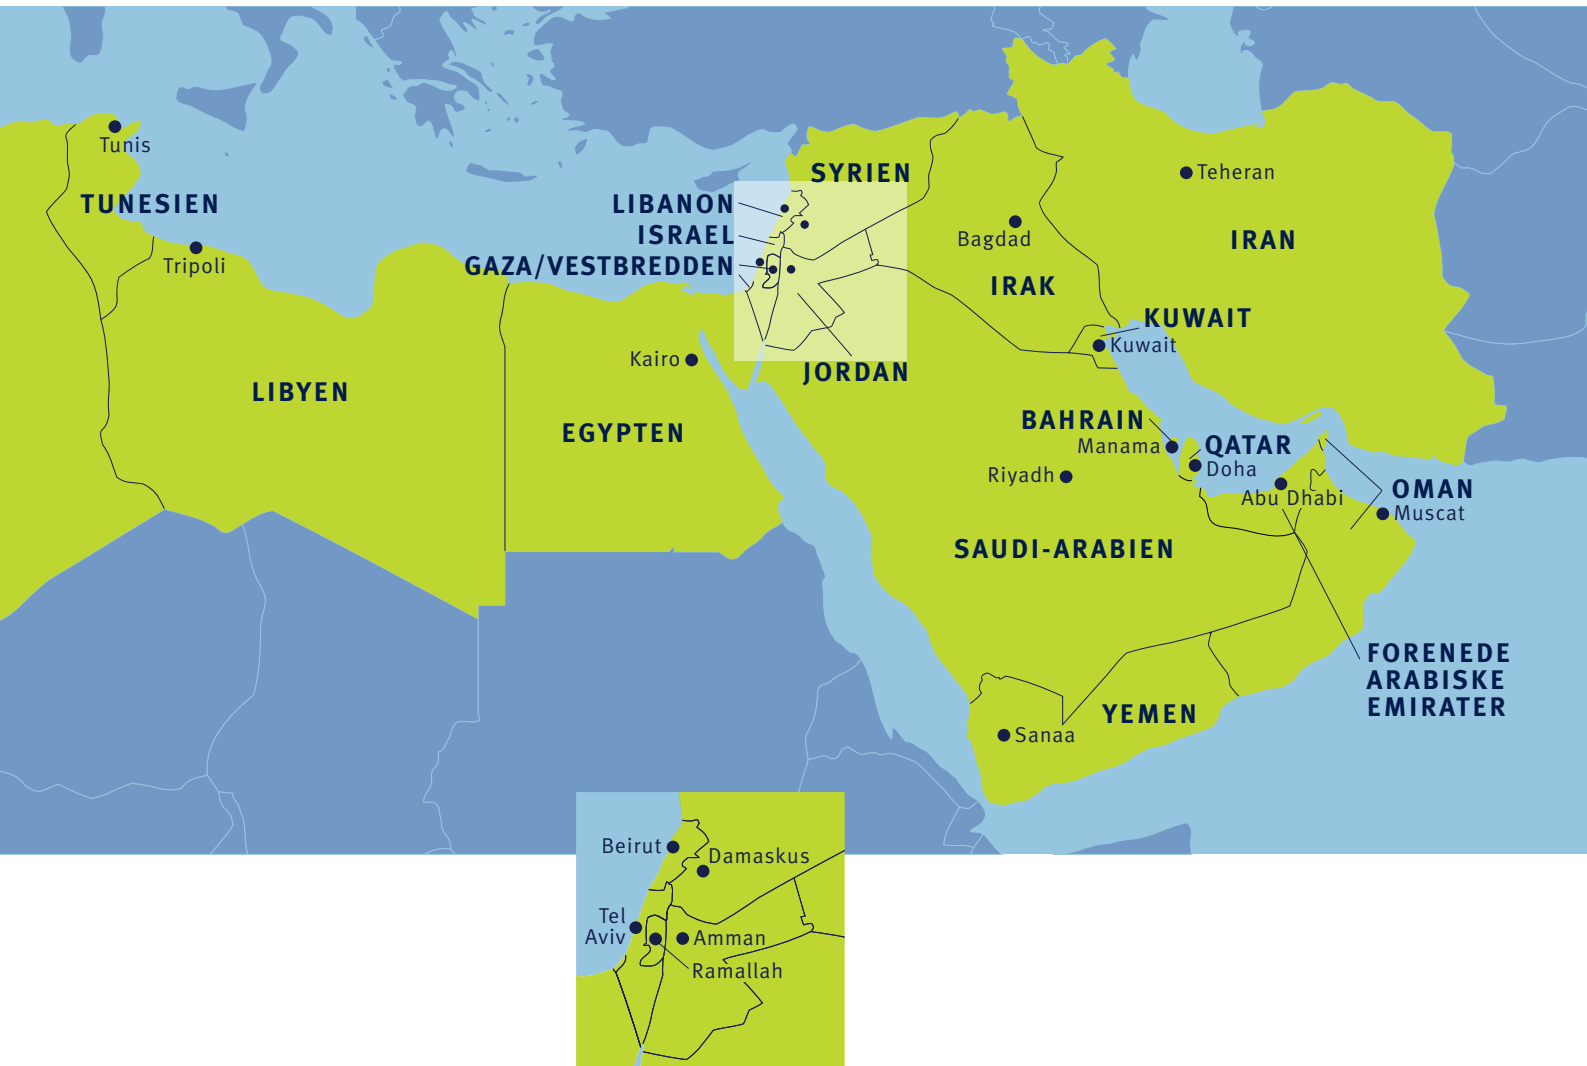 Tunis
TUNESIEN
Tripoli
LIBYEN
SYRIEN
LIBANON
ISRAEL
GAZA/VESTBREDDEN
JORDAN
Kairo
EGYPTEN
Teheran
IRAN
Bagdad
IRAK
KUWAIT
Kuwait
BAHRAIN
Manama
QATAR
Doha
Riyadh
Abu Dhabi
OMAN
Muscat
SAUDI-ARABIEN
FORENEDE
ARABISKE
EMIRATER
YEMEN
Sanaa
Beirut
Damaskus
Tel
Aviv
Amman
Ramallah